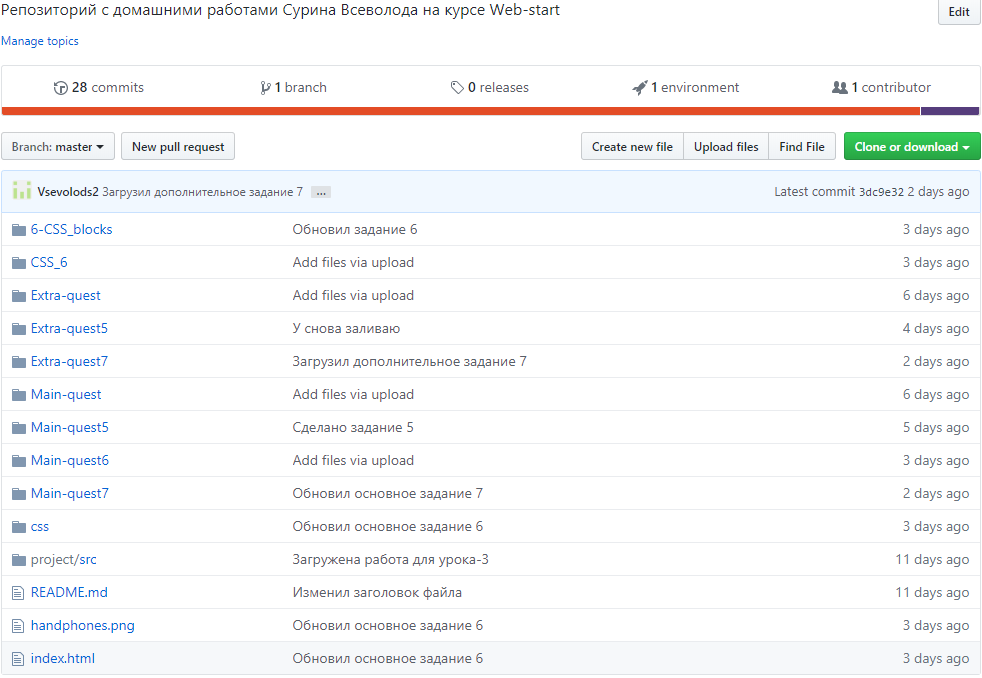 Репозиторий с домашними работами Сурина Всеволода на курсе Web-start Edit
Manage topics
28 commits 1 branch 0 releases 1 environment 1 contributor
Branch: master New pull request Create new file Upload files Find File Clone or download
Vsevolods2 Загрузил дополнительное задание 7 ... Latest commit 3dc9e32 2 days ago
6-CSS_blocks Обновил задание 6 3 days ago
CSS_6 Add files via upload 3 days ago
Extra-quest Add files via upload 6 days ago
Extra-quest5 У снова заливаю 4 days ago
Extra-quest7 Загрузил дополнительное задание 7 2 days ago
Main-quest Add files via upload 6 days ago
Main-quest5 Сделано задание 5 5 days ago
Main-quest6 Add files via upload 3 days ago
Main-quest7 Обновил основное задание 7 2 days ago
css Обновил основное задание 6 3 days ago
project/src Загружена работа для урока-3 11 days ago
README.md Изменил заголовок файла 11 days ago
handphones.png Обновил основное задание 6 3 days ago
index.html Обновил основное задание 6 3 days ago